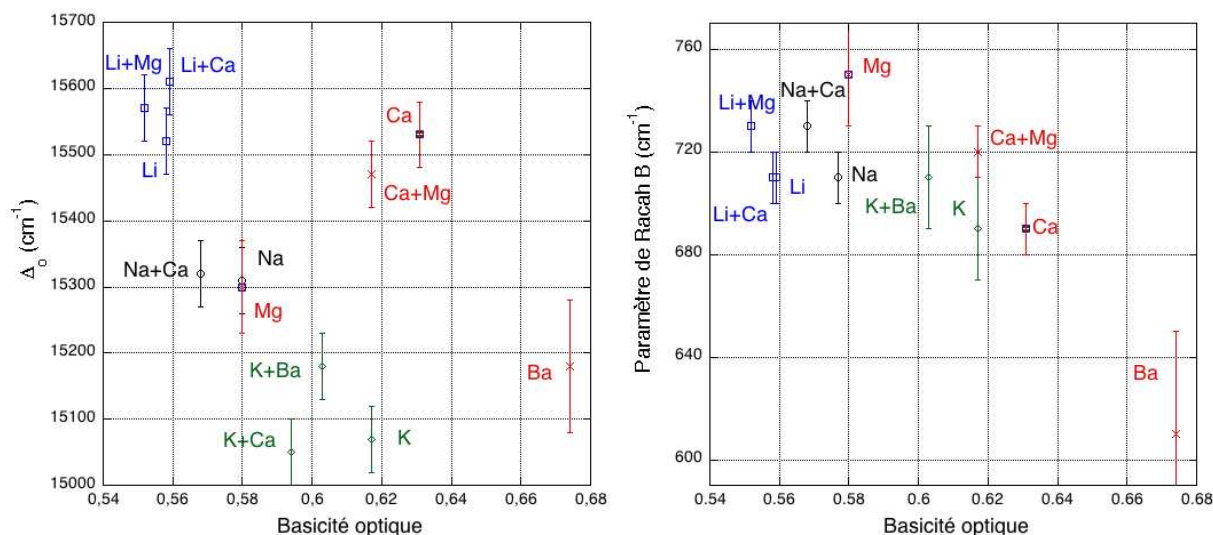 15700
15600
15500
15400
15300
15200
15100
15000
Δo (cm-1)
Li+Mg
Li+Ca
Li
Ca
Ca+Mg
Na+Ca
Na
Mg
K+Ba
K+Ca
K
Ba
0,54 0,56 0,58 0,6 0,62 0,64 0,66 0,68
Basicité optique
760
720
680
640
600
Paramètre de Racah B (cm-1)
Mg
Na+Ca
Li+Mg
Li
Li+Ca
Na
Ca+Mg
K+Ba
K
Ca
Ba
0.54 0.56 0.58 0.6 0.62 0.64 0.66 0.68
Basicité optique